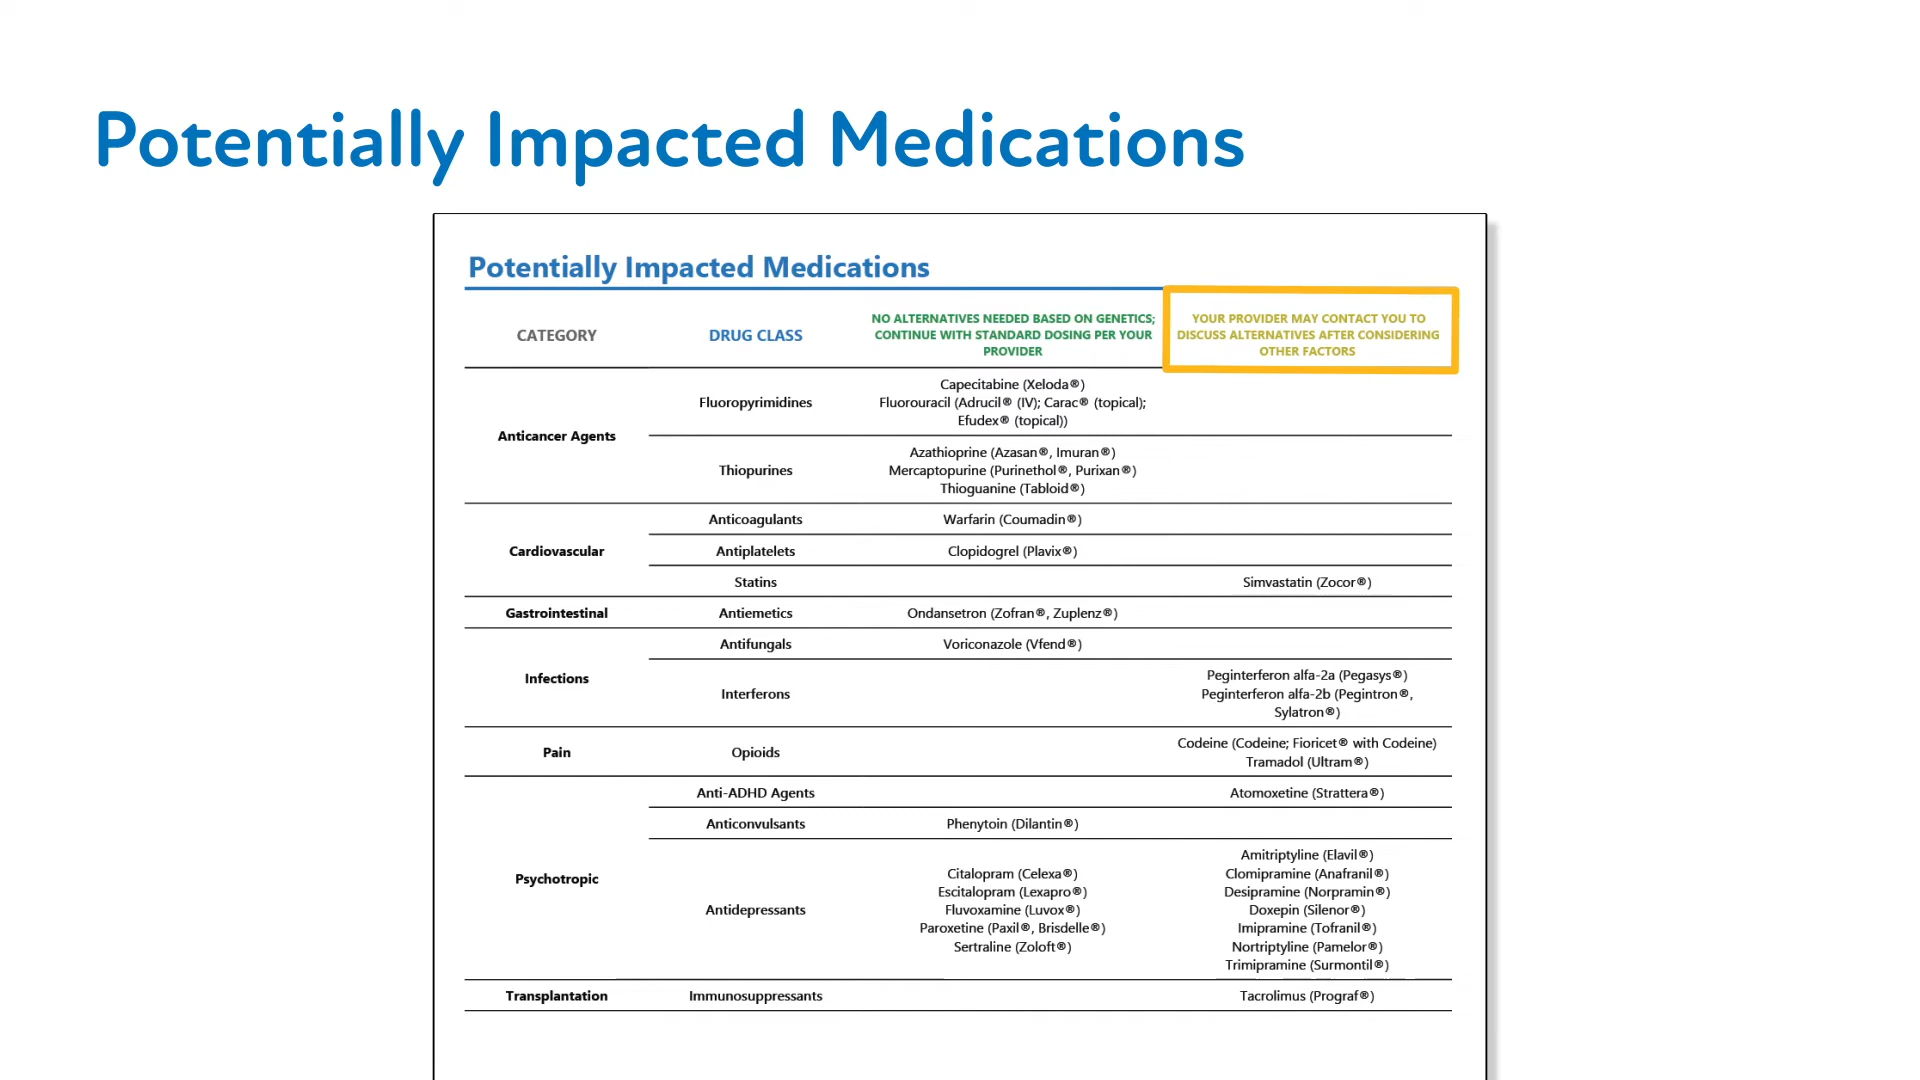 Potentially Impacted Medications
Potentially Impacted Medications
CATEGORY
DRUG CLASS
NO ALTERNATIVES NEEDED BASED ON GENETICS;
CONTINUE WITH STANDARD DOSING PER YOUR
PROVIDER
YOUR PROVIDER MAY CONTACT YOU TO
DISCUSS ALTERNATIVES AFTER CONSIDERING
OTHER FACTORS
Anticancer Agents
Fluoropyrimidines
Capecitabine (Xeloda®)
Fluorouracil (Adrucil® (IV); Carac® (topical);
Efudex® (topical))
Thiopurines
Azathioprine (Azasan®, Imuran®)
Mercaptopurine (Purinethol®, Purixan®)
Thioguanine (Tabloid®)
Cardiovascular
Anticoagulants
Warfarin (Coumadin®)
Antiplatelets
Clopidogrel (Plavix®)
Statins
Simvastatin (Zocor®)
Gastrointestinal
Antiemetics
Ondansetron (Zofran®, Zuplenz®)
Infections
Antifungals
Voriconazole (Vfend®)
Interferons
Peginterferon alfa-2a (Pegasys®)
Peginterferon alfa-2b (Pegintron®,
Sylatron®)
Pain
Opioids
Codeine (Codeine; Fioricet® with Codeine)
Tramadol (Ultram®)
Psychotropic
Anti-ADHD Agents
Atomoxetine (Strattera®)
Anticonvulsants
Phenytoin (Dilantin®)
Antidepressants
Citalopram (Celexa®)
Escitalopram (Lexapro®)
Fluvoxamine (Luvox®)
Paroxetine (Paxil®, Brisdelle®)
Sertraline (Zoloft®)
Amitriptyline (Elavil®)
Clomipramine (Anafranil®)
Desipramine (Norpramin®)
Doxepin (Silenor®)
Imipramine (Tofranil®)
Nortriptyline (Pamelor®)
Trimipramine (Surmontil®)
Transplantation
Immunosuppressants
Tacrolimus (Prograf®)